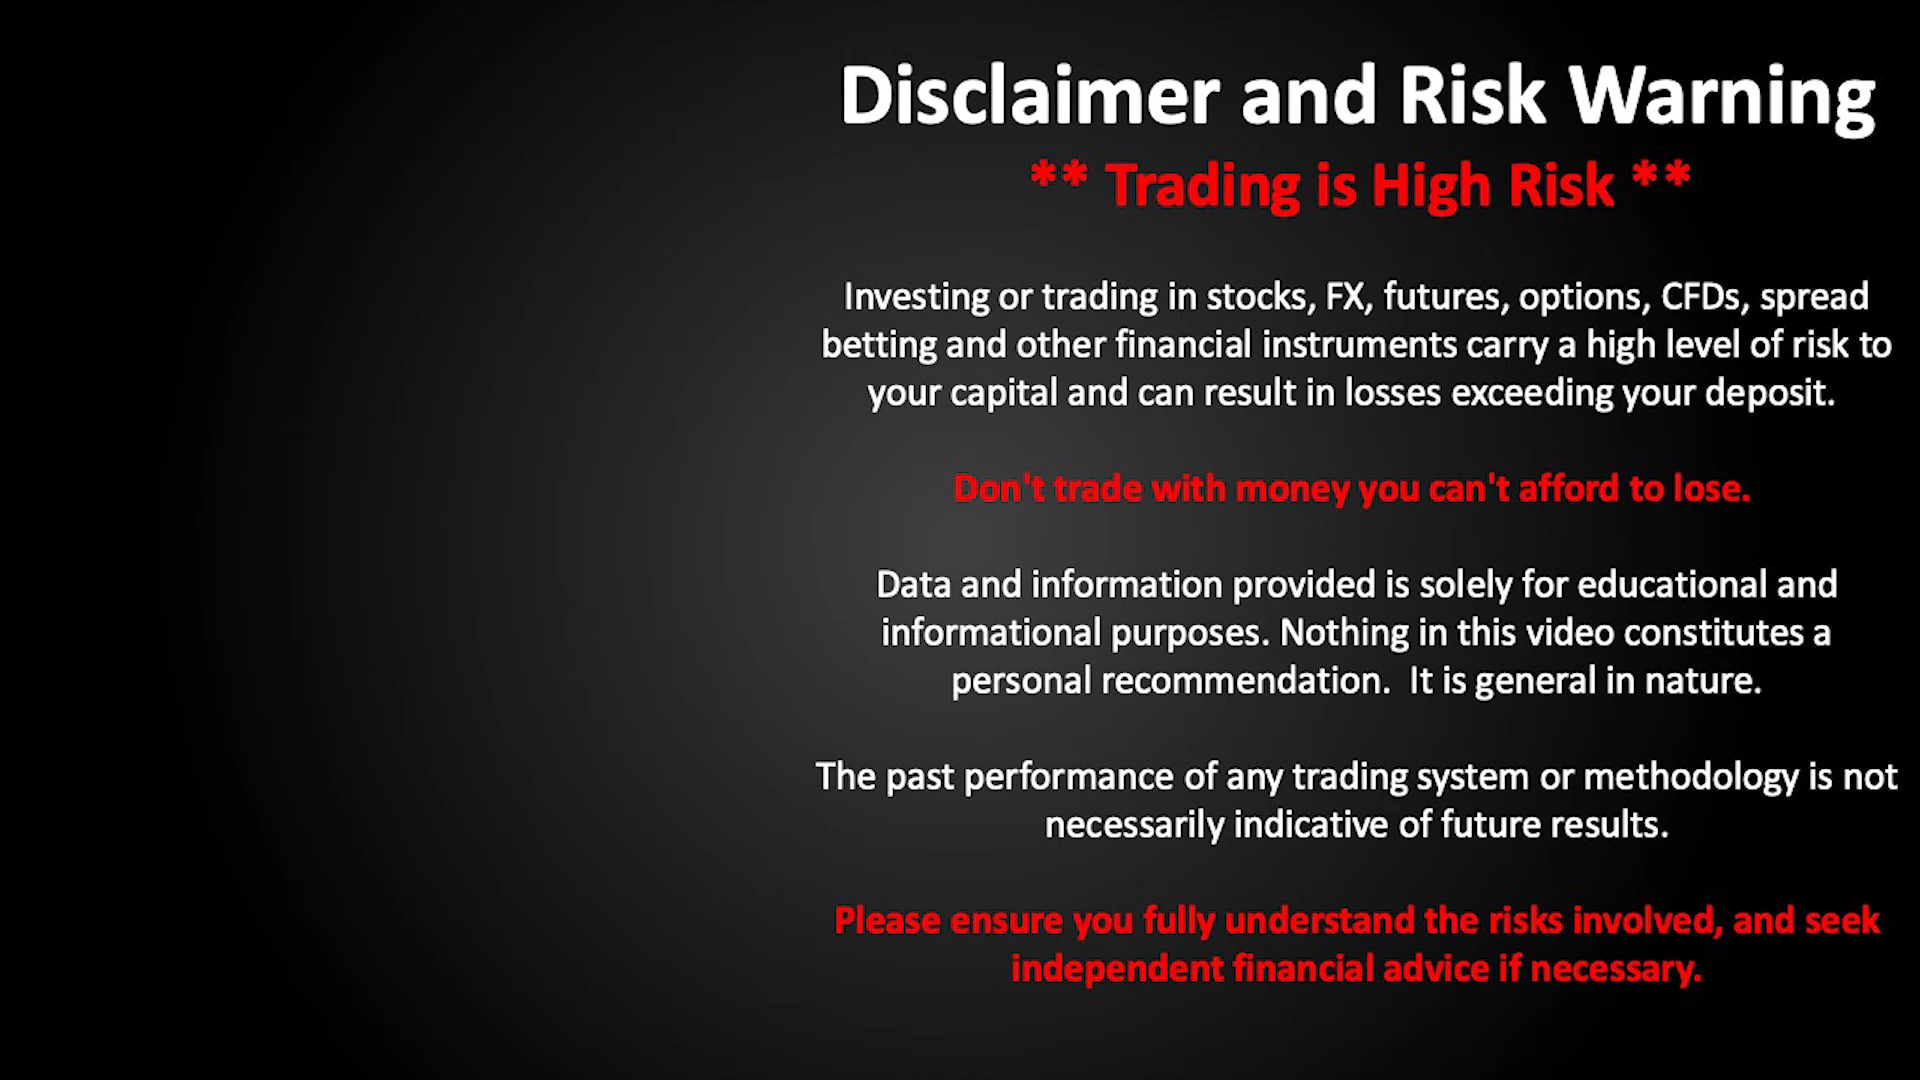 Disclaimer and Risk Warning
** Trading is High Risk **
Investing or trading in stocks, FX, futures, options, CFDs, spread
betting and other financial instruments carry a high level of risk to
your capital and can result in losses exceeding your deposit.
Don't trade with money you can't afford to lose.
Data and information provided is solely for educational and
informational purposes. Nothing in this video constitutes a
personal recommendation.  It is general in nature.
The past performance of any trading system or methodology is not
necessarily indicative of future results.
Please ensure you fully understand the risks involved, and seek
independent financial advice if necessary.